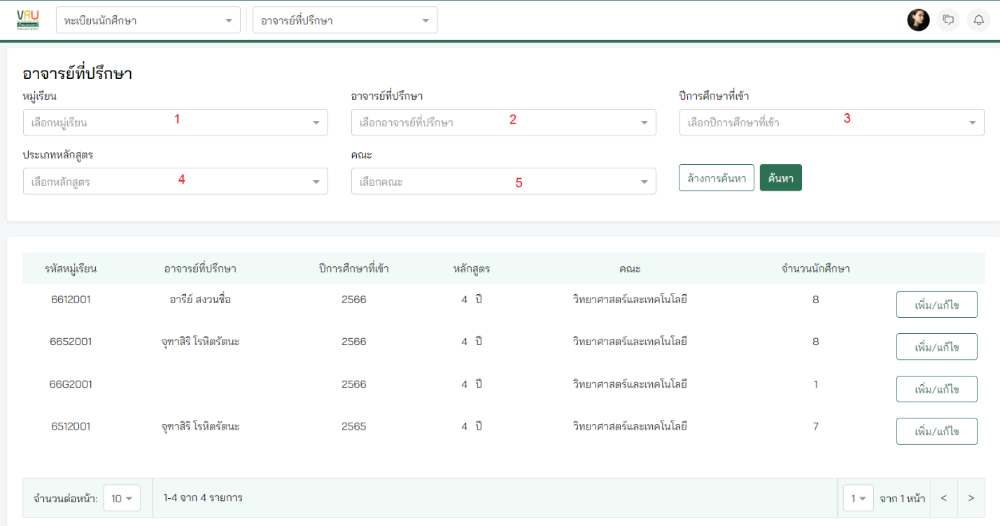 VRU
ทะเบียนนักศึกษา
อาจารย์ที่ปรึกษา
อาจารย์ที่ปรึกษา
หมู่เรียน อาจารย์ที่ปรึกษา ปีการศึกษาที่เข้า
เลือกหมู่เรียน 1 เลือกอาจารย์ที่ปรึกษา 2 เลือกปีการศึกษาที่เข้า 3
ประเภทหลักสูตร คณะ
เลือกหลักสูตร 4 เลือกคณะ 5 ล้างการค้นหา ค้นหา
รหัสหมู่เรียน อาจารย์ที่ปรึกษา ปีการศึกษาที่เข้า หลักสูตร คณะ จำนวนนักศึกษา
6612001 อารีย์ สงวนชื่อ 2566 4 ปี วิทยาศาสตร์และเทคโนโลยี 8 เพิ่ม/แก้ไข
6652001 จุฑาสิริ โรหิตรัตนะ 2566 4 ปี วิทยาศาสตร์และเทคโนโลยี 8 เพิ่ม/แก้ไข
66G2001 2566 4 ปี วิทยาศาสตร์และเทคโนโลยี 1 เพิ่ม/แก้ไข
6512001 จุฑาสิริ โรหิตรัตนะ 2565 4 ปี วิทยาศาสตร์และเทคโนโลยี 7 เพิ่ม/แก้ไข
จำนวนต่อหน้า: 10 1-4 จาก 4 รายการ 1 จาก 1 หน้า < >